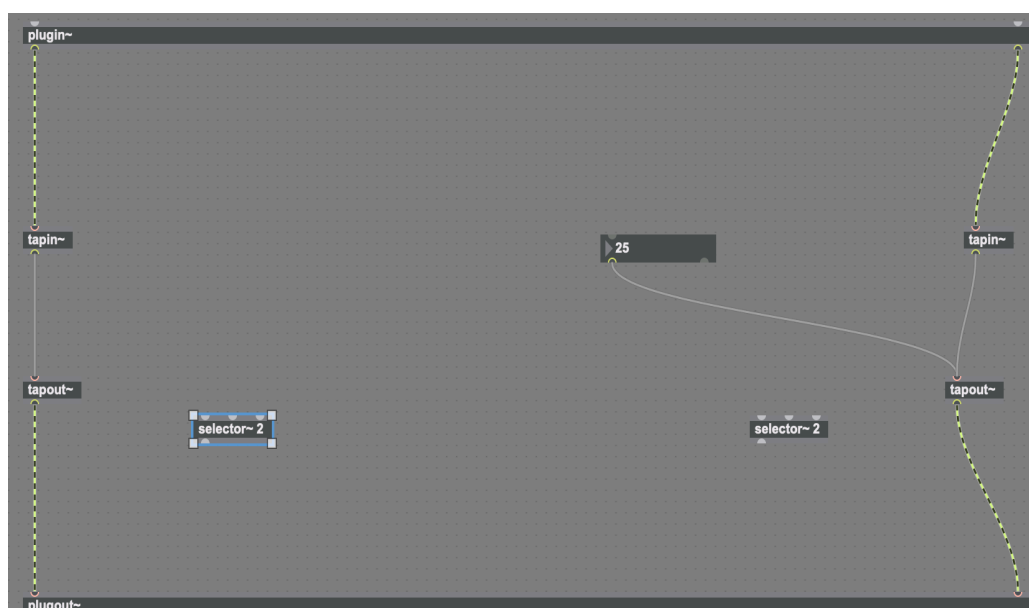 plugin~
tapin~
25
tapin~
tapout~
tapout~
selector~ 2
selector~ 2
plugout~